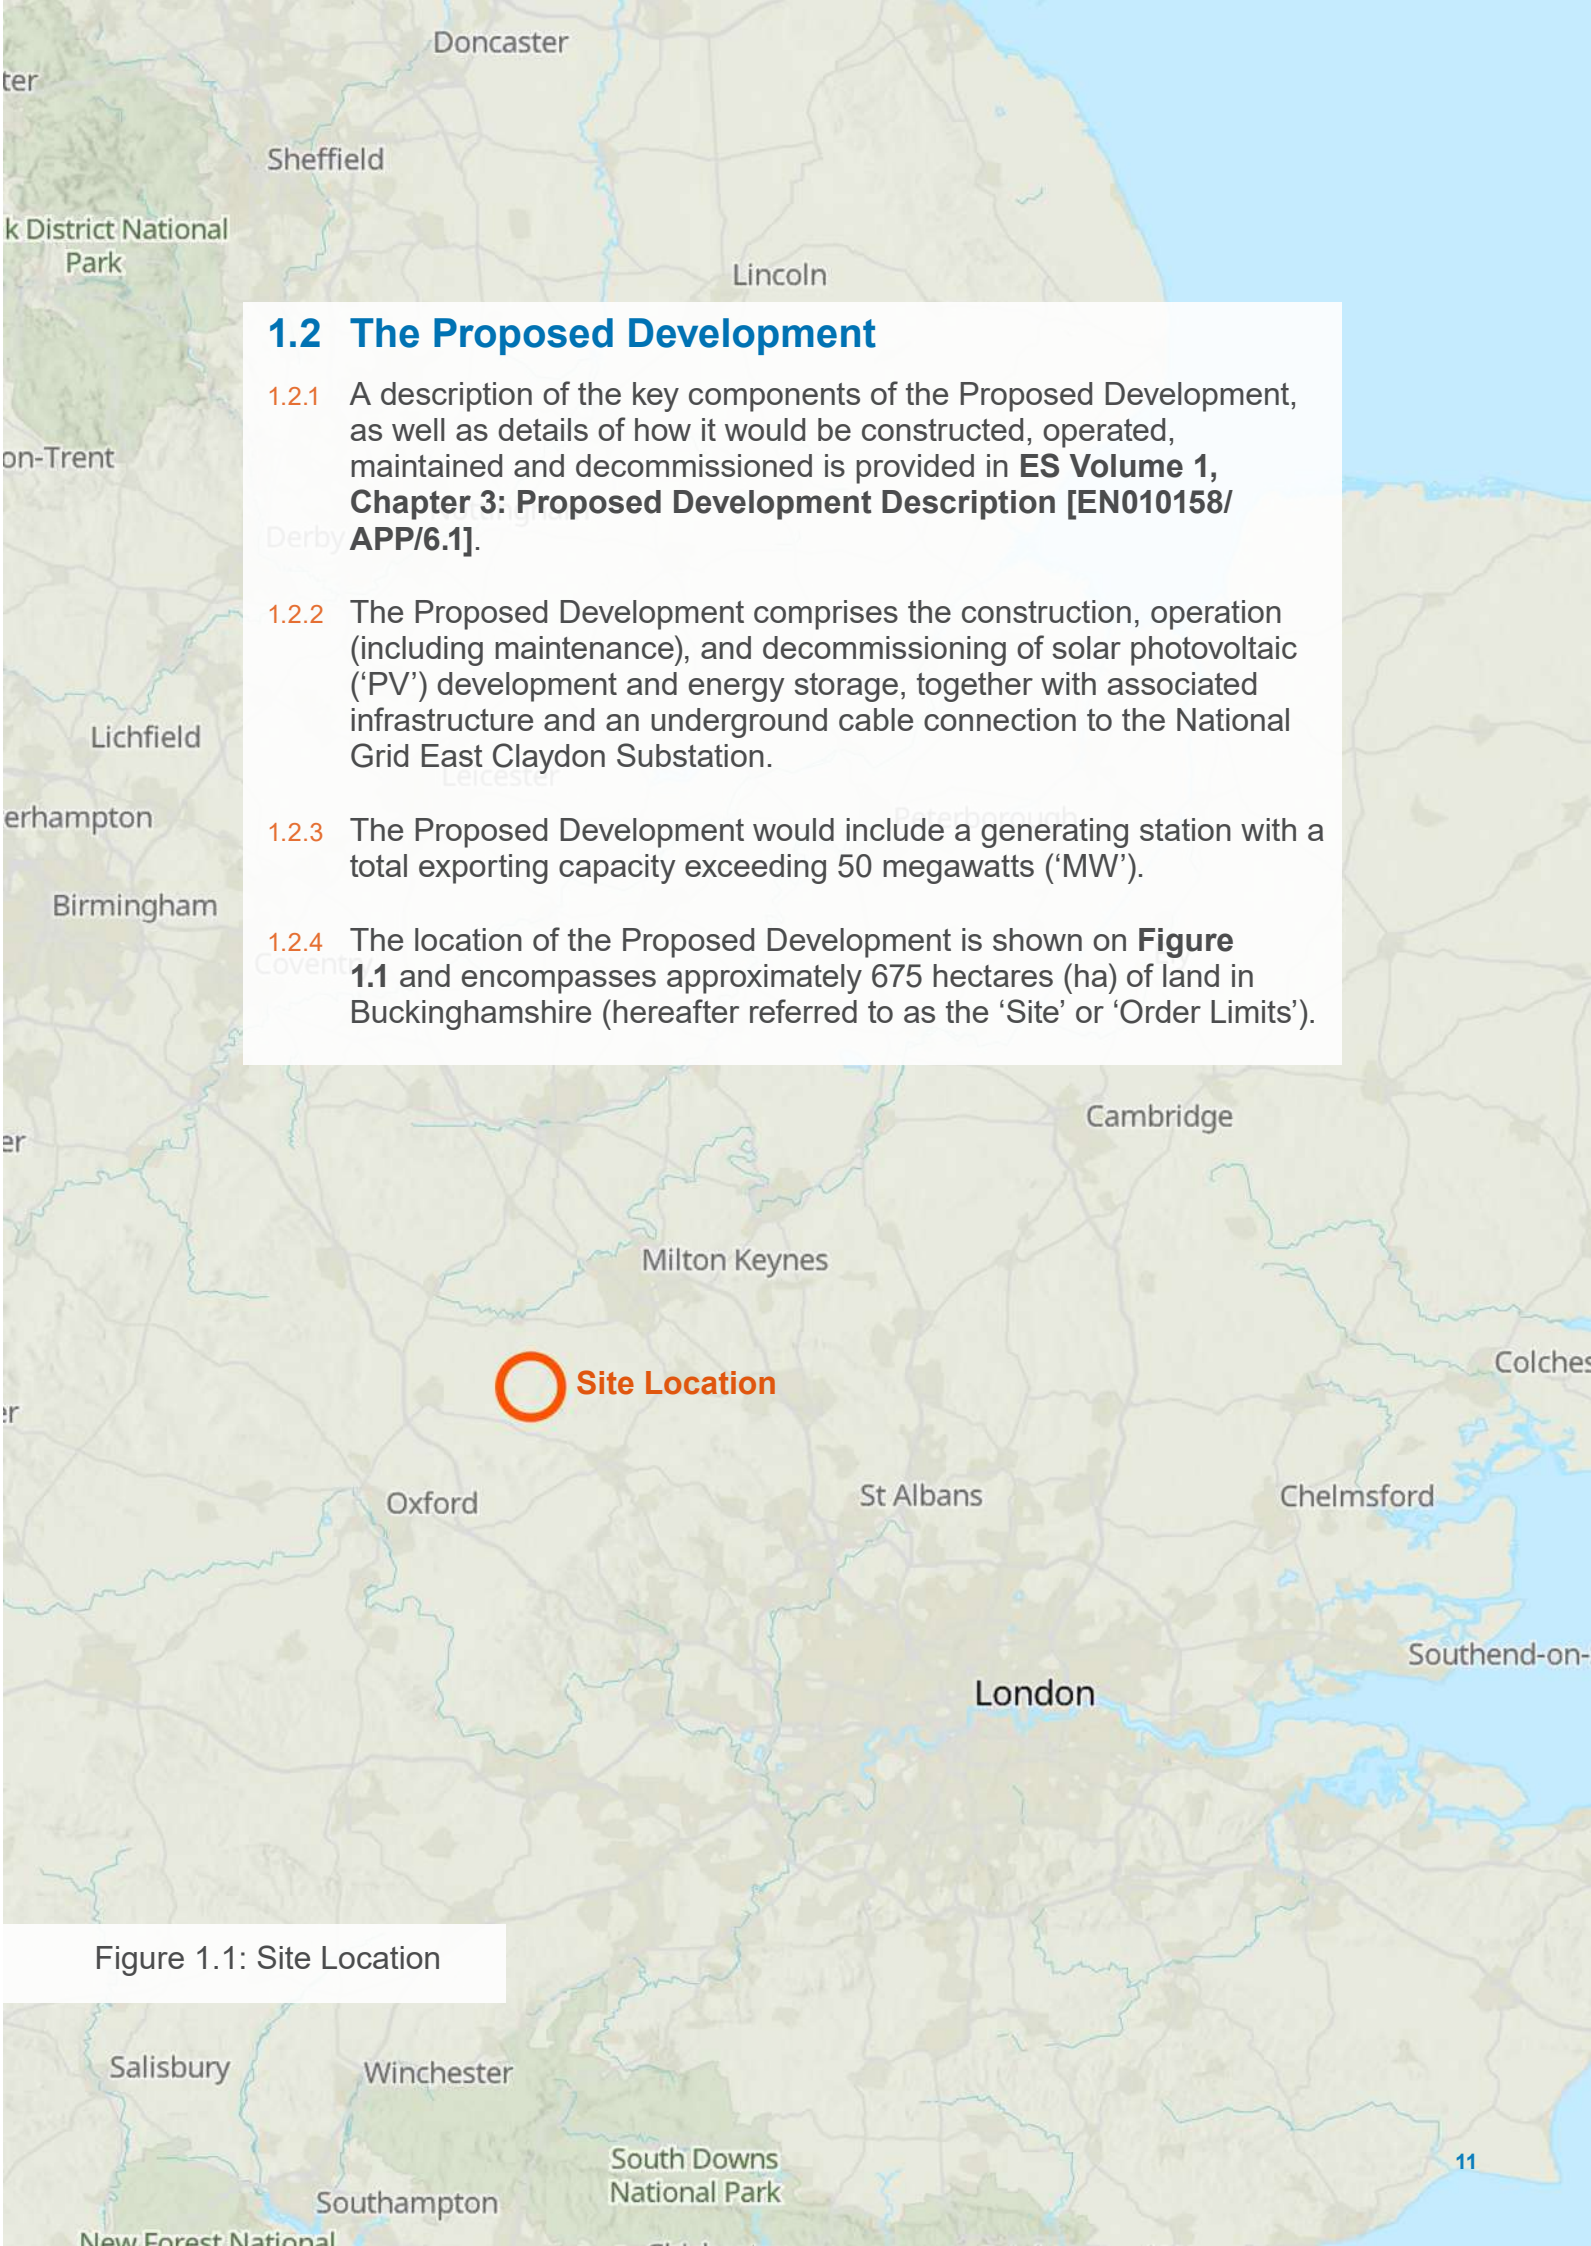 Doncaster
ter
Sheffield
k District National
Park
Lincoln
1.2 The Proposed Development
1.2.1 A description of the key components of the Proposed Development,
as well as details of how it would be constructed, operated,
maintained and decommissioned is provided in ES Volume 1,
Chapter 3: Proposed Development Description [EN010158/
APP/6.1].
on-Trent
Derby
1.2.2 The Proposed Development comprises the construction, operation
(including maintenance), and decommissioning of solar photovoltaic
(‘PV’) development and energy storage, together with associated
infrastructure and an underground cable connection to the National
Grid East Claydon Substation.
Lichfield
Leicester
erhampton
Peterborough
1.2.3 The Proposed Development would include a generating station with a
total exporting capacity exceeding 50 megawatts (‘MW’).
Birmingham
1.2.4 The location of the Proposed Development is shown on Figure
1.1 and encompasses approximately 675 hectares (ha) of land in
Buckinghamshire (hereafter referred to as the ‘Site’ or ‘Order Limits’).
Coventry
Cambridge
er
Milton Keynes
Site Location
Colches
er
Oxford
St Albans
Chelmsford
Southend-on-
London
Figure 1.1: Site Location
Salisbury
Winchester
South Downs
National Park
11
Southampton
New Forest National